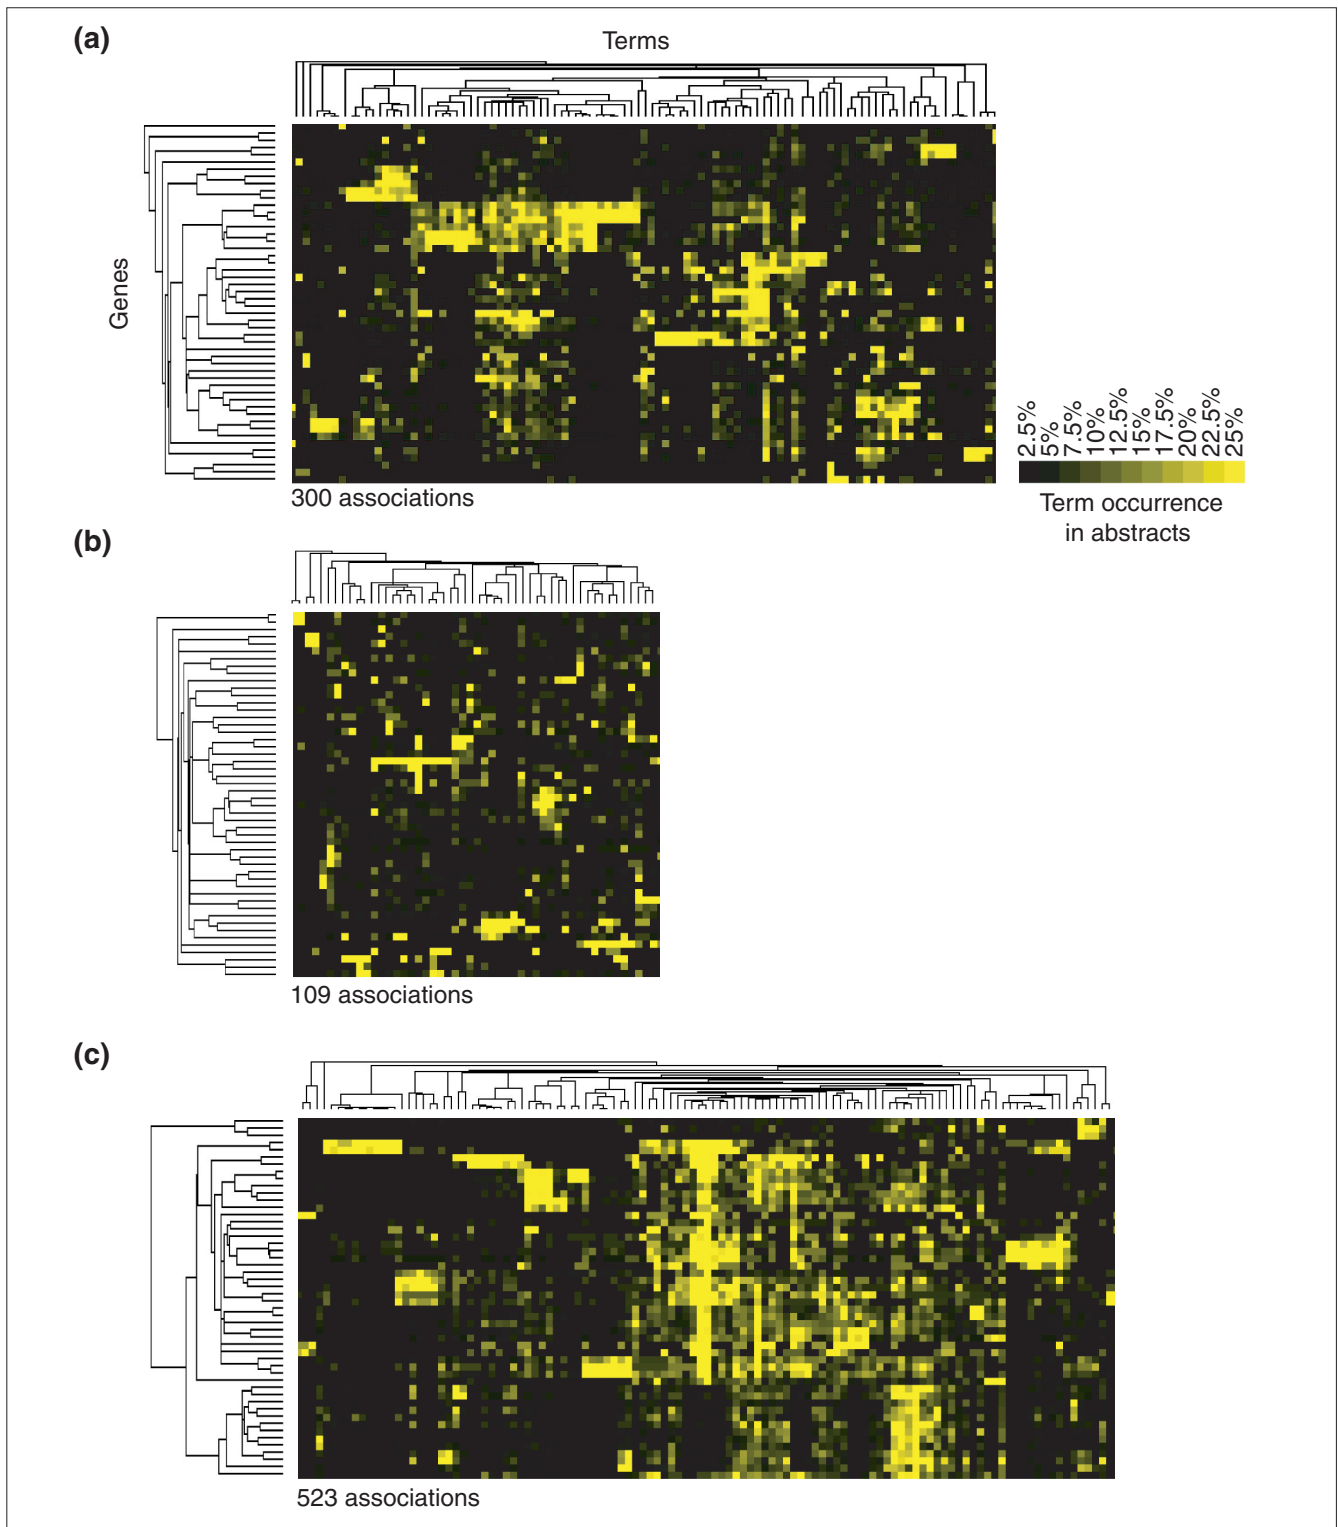 (a)
Terms
Genes
300 associations
2.5%
5%
7.5%
10%
12.5%
15%
17.5%
20%
22.5%
25%
Term occurrence
in abstracts
(b)
109 associations
(c)
523 associations